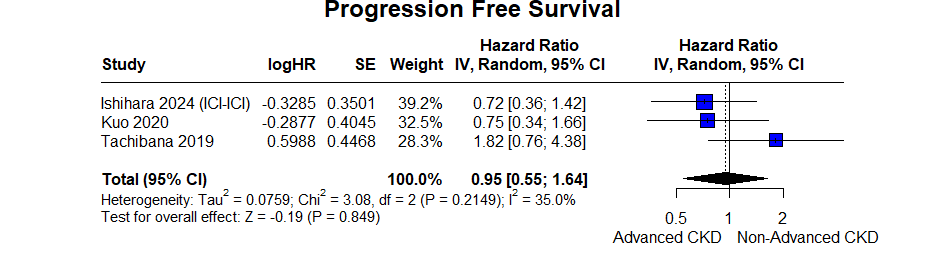 Progression Free Survival
Hazard Ratio Hazard Ratio
Study logHR SE Weight IV, Random, 95% CI IV, Random, 95% CI
Ishihara 2024 (ICI-ICI) -0.3285 0.3501 39.2% 0.72 [0.36; 1.42]
Kuo 2020 -0.2877 0.4045 32.5% 0.75 [0.34; 1.66]
Tachibana 2019 0.5988 0.4468 28.3% 1.82 [0.76; 4.38]
Total (95% CI) 100.0% 0.95 [0.55; 1.64]
Heterogeneity: Tau² = 0.0759; Chi² = 3.08, df = 2 (P = 0.2149); I² = 35.0%
Test for overall effect: Z = -0.19 (P = 0.849)
0.5 1 2
Advanced CKD Non-Advanced CKD